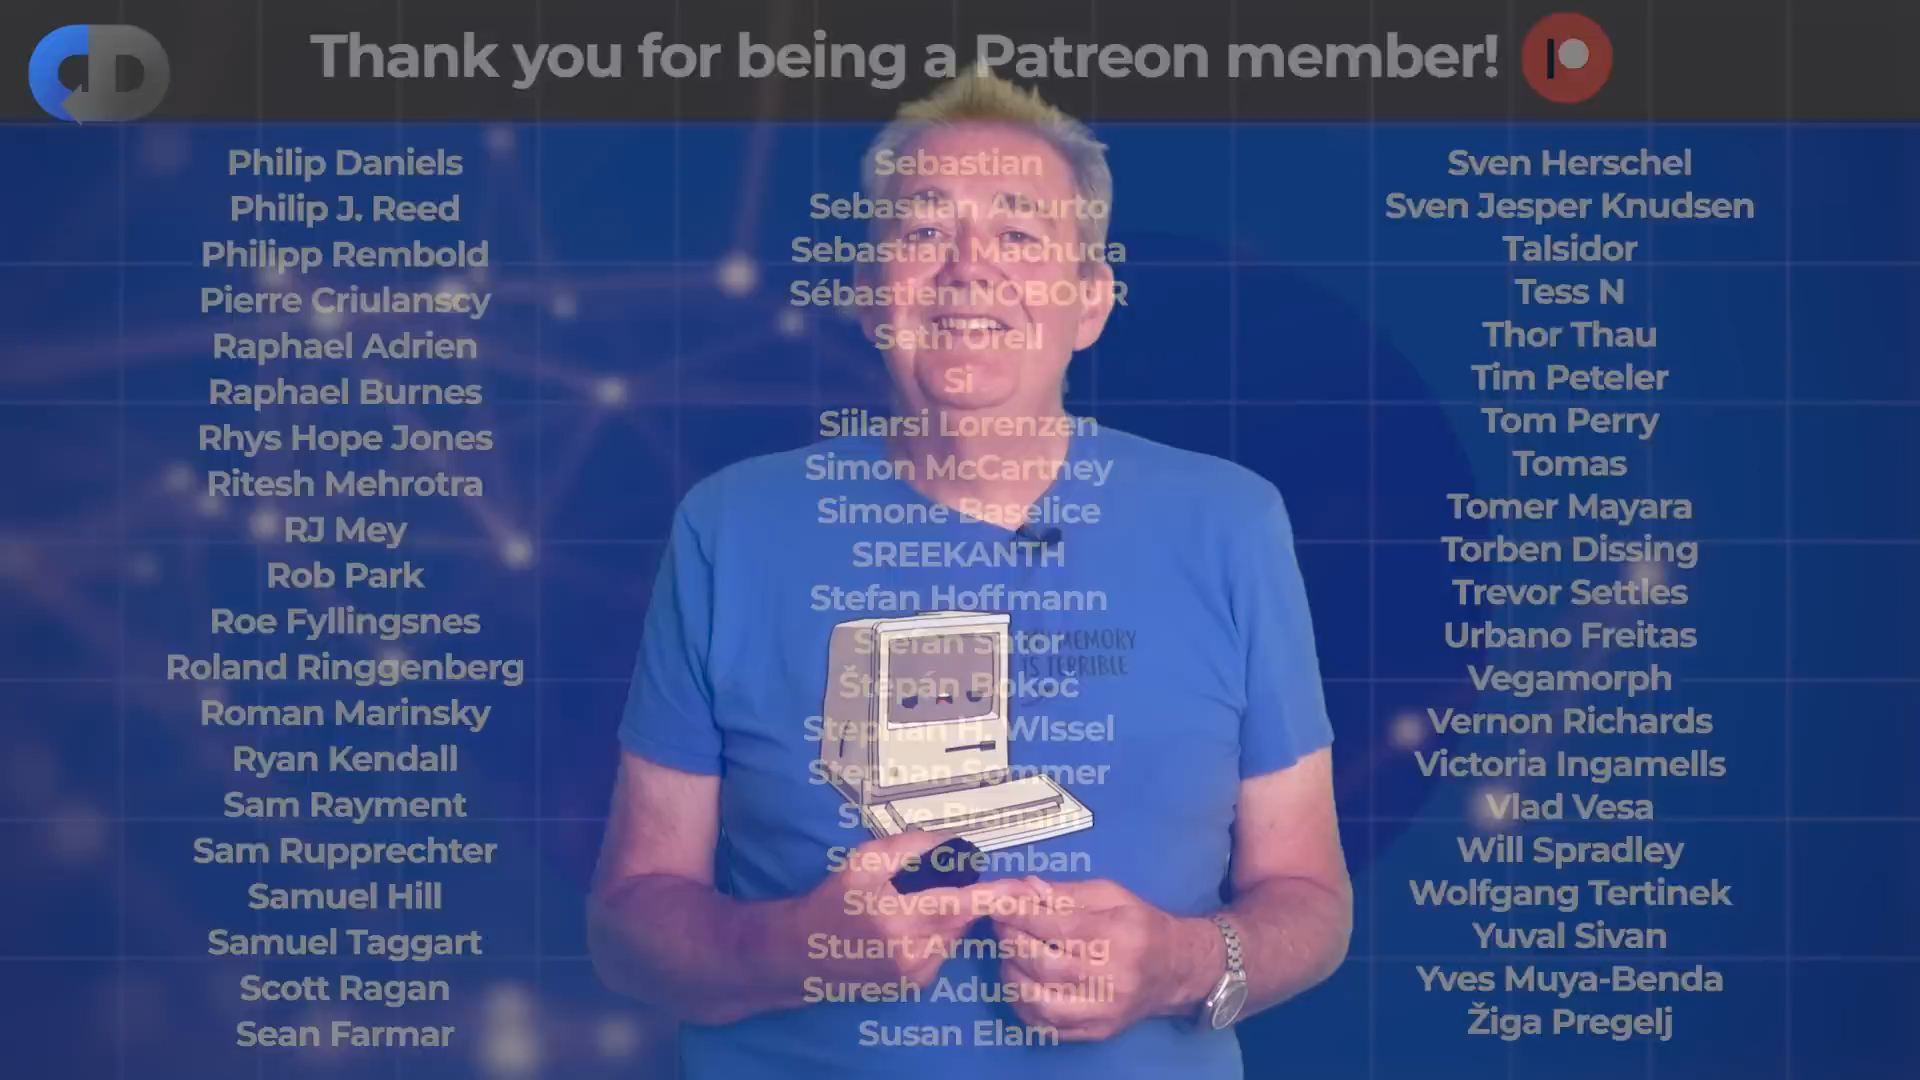 Thank you for being a Patreon member!
Philip Daniels
Philip J. Reed
Philipp Rembold
Pierre Criulanscy
Raphael Adrien
Raphael Burnes
Rhys Hope Jones
Ritesh Mehrotra
RJ Mey
Rob Park
Roe Fyllingsnes
Roland Ringgenberg
Roman Marinsky
Ryan Kendall
Sam Rayment
Sam Rupprechter
Samuel Hill
Samuel Taggart
Scott Ragan
Sean Farmar
Sebastian
Sebastian Aburto
Sebastian Machuca
Sébastien NOBOUR
Seth Orell
Si
Siilarsi Lorenzen
Simon McCartney
Simone Baselice
SREEKANTH
Stefan Hoffmann
Stefan Sator
Štěpán Bokoč
Stephan H. WIssel
Stephan Sommer
Steve Branam
Steve Gremban
Steven Borrie
Stuart Armstrong
Suresh Adusumilli
Susan Elam
MY MEMORY
IS TERRIBLE
Sven Herschel
Sven Jesper Knudsen
Talsidor
Tess N
Thor Thau
Tim Peteler
Tom Perry
Tomas
Tomer Mayara
Torben Dissing
Trevor Settles
Urbano Freitas
Vegamorph
Vernon Richards
Victoria Ingamells
Vlad Vesa
Will Spradley
Wolfgang Tertinek
Yuval Sivan
Yves Muya-Benda
Žiga Pregelj